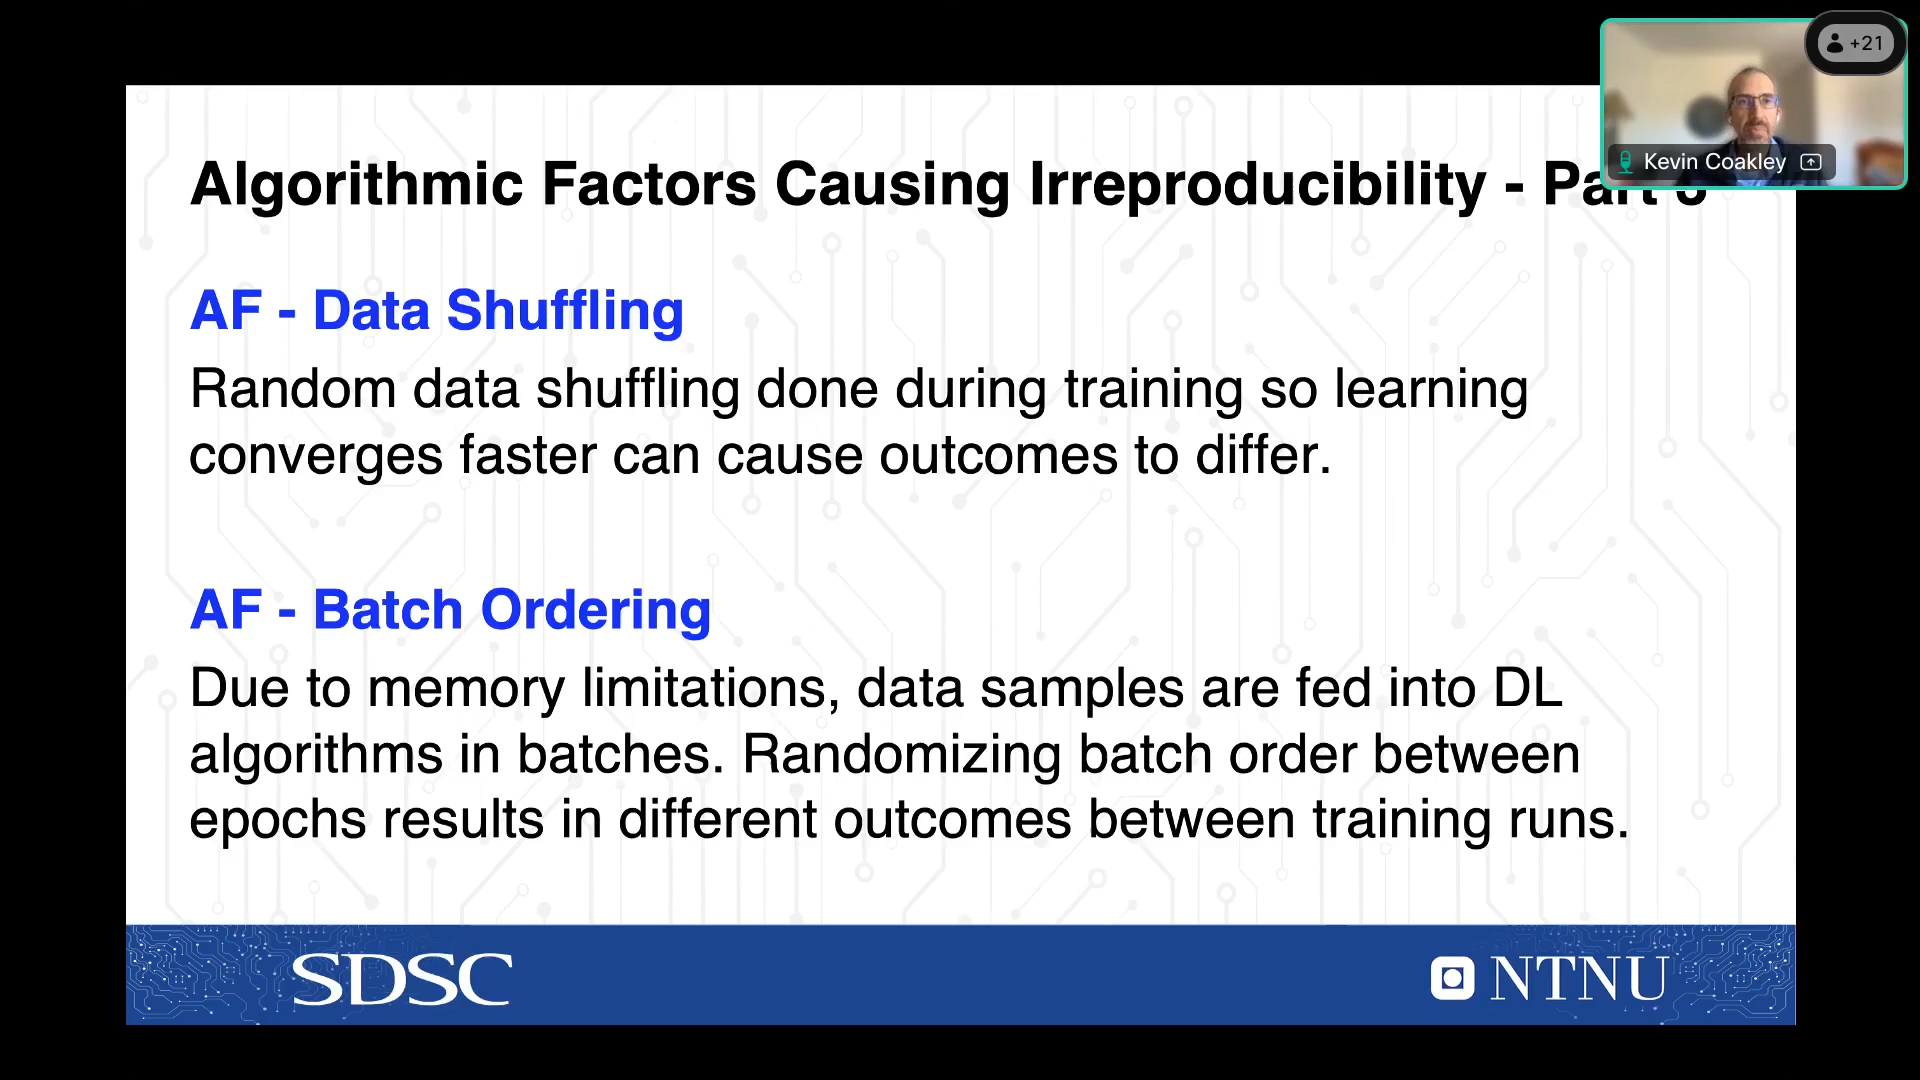 +21
Kevin Coakley
Algorithmic Factors Causing Irreproducibility - Part 3
AF - Data Shuffling
Random data shuffling done during training so learning
converges faster can cause outcomes to differ.
AF - Batch Ordering
Due to memory limitations, data samples are fed into DL
algorithms in batches. Randomizing batch order between
epochs results in different outcomes between training runs.
SDSC
NTNU